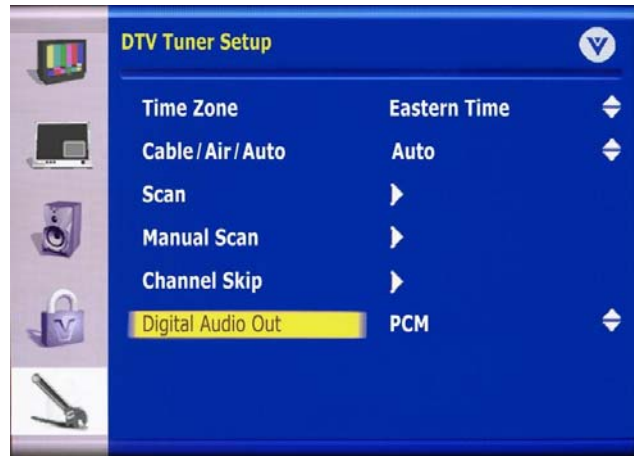 DTV Tuner Setup
V
Time Zone Eastern Time
Cable/Air/Auto Auto
Scan
Manual Scan
Channel Skip
Digital Audio Out PCM
V